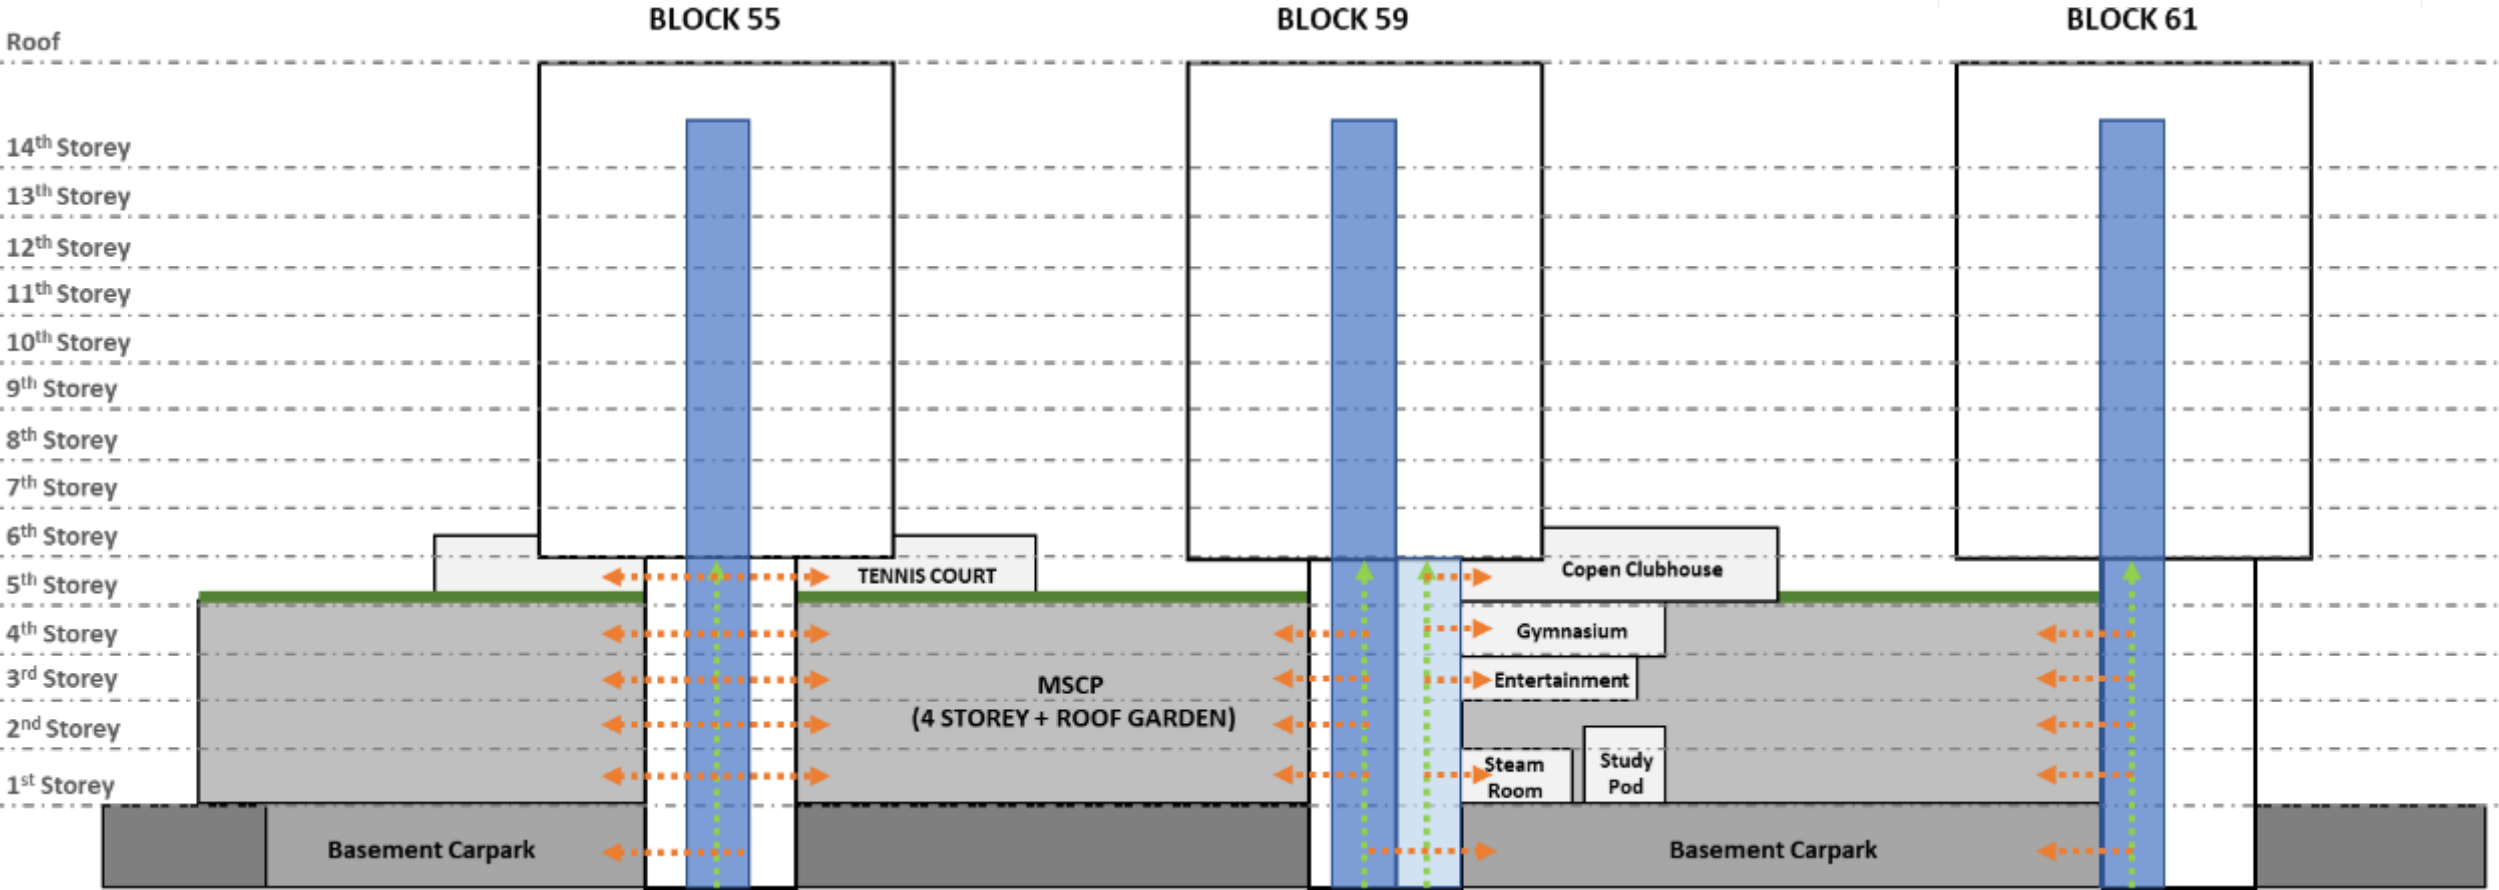 BLOCK 55
BLOCK 59
BLOCK 61
Roof
14th Storey
13th Storey
12th Storey
11th Storey
10th Storey
9th Storey
8th Storey
7th Storey
6th Storey
5th Storey
TENNIS COURT
Copen Clubhouse
4th Storey
Gymnasium
3rd Storey
MSCP
(4 STOREY + ROOF GARDEN)
Entertainment
2nd Storey
1st Storey
Steam
Room
Study
Pod
Basement Carpark
Basement Carpark